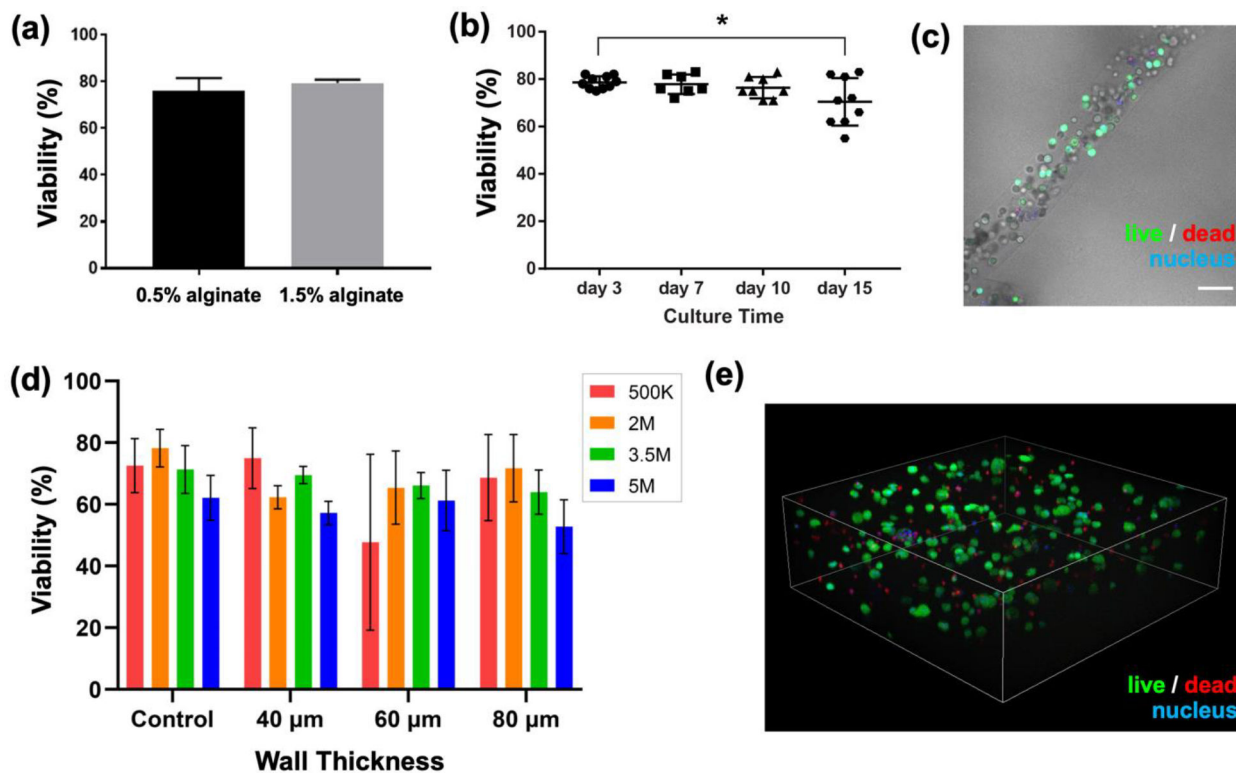 (a)
Viability (%)
100
80
60
40
20
0
0.5% alginate 1.5% alginate
(b)
Viability (%)
100
80
60
40
20
0
*
day 3 day 7 day 10 day 15
Culture Time
(c)
live / dead
nucleus
(d)
Viability (%)
100
80
60
40
20
0
Control 40 µm 60 µm 80 µm
Wall Thickness
500K
2M
3.5M
5M
(e)
live / dead
nucleus